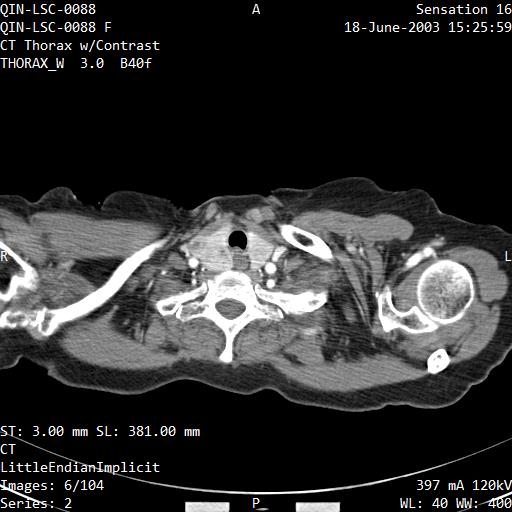 QIN-LSC-0088
A
Sensation 16
QIN-LSC-0088 F
18-June-2003 15:25:59
CT Thorax w/Contrast
THORAX_W  3.0  B40f
R
L
ST: 3.00 mm SL: 381.00 mm
CT
LittleEndianImplicit
Images: 6/104
397 mA 120kV
Series: 2
P
WL: 40 WW: 400